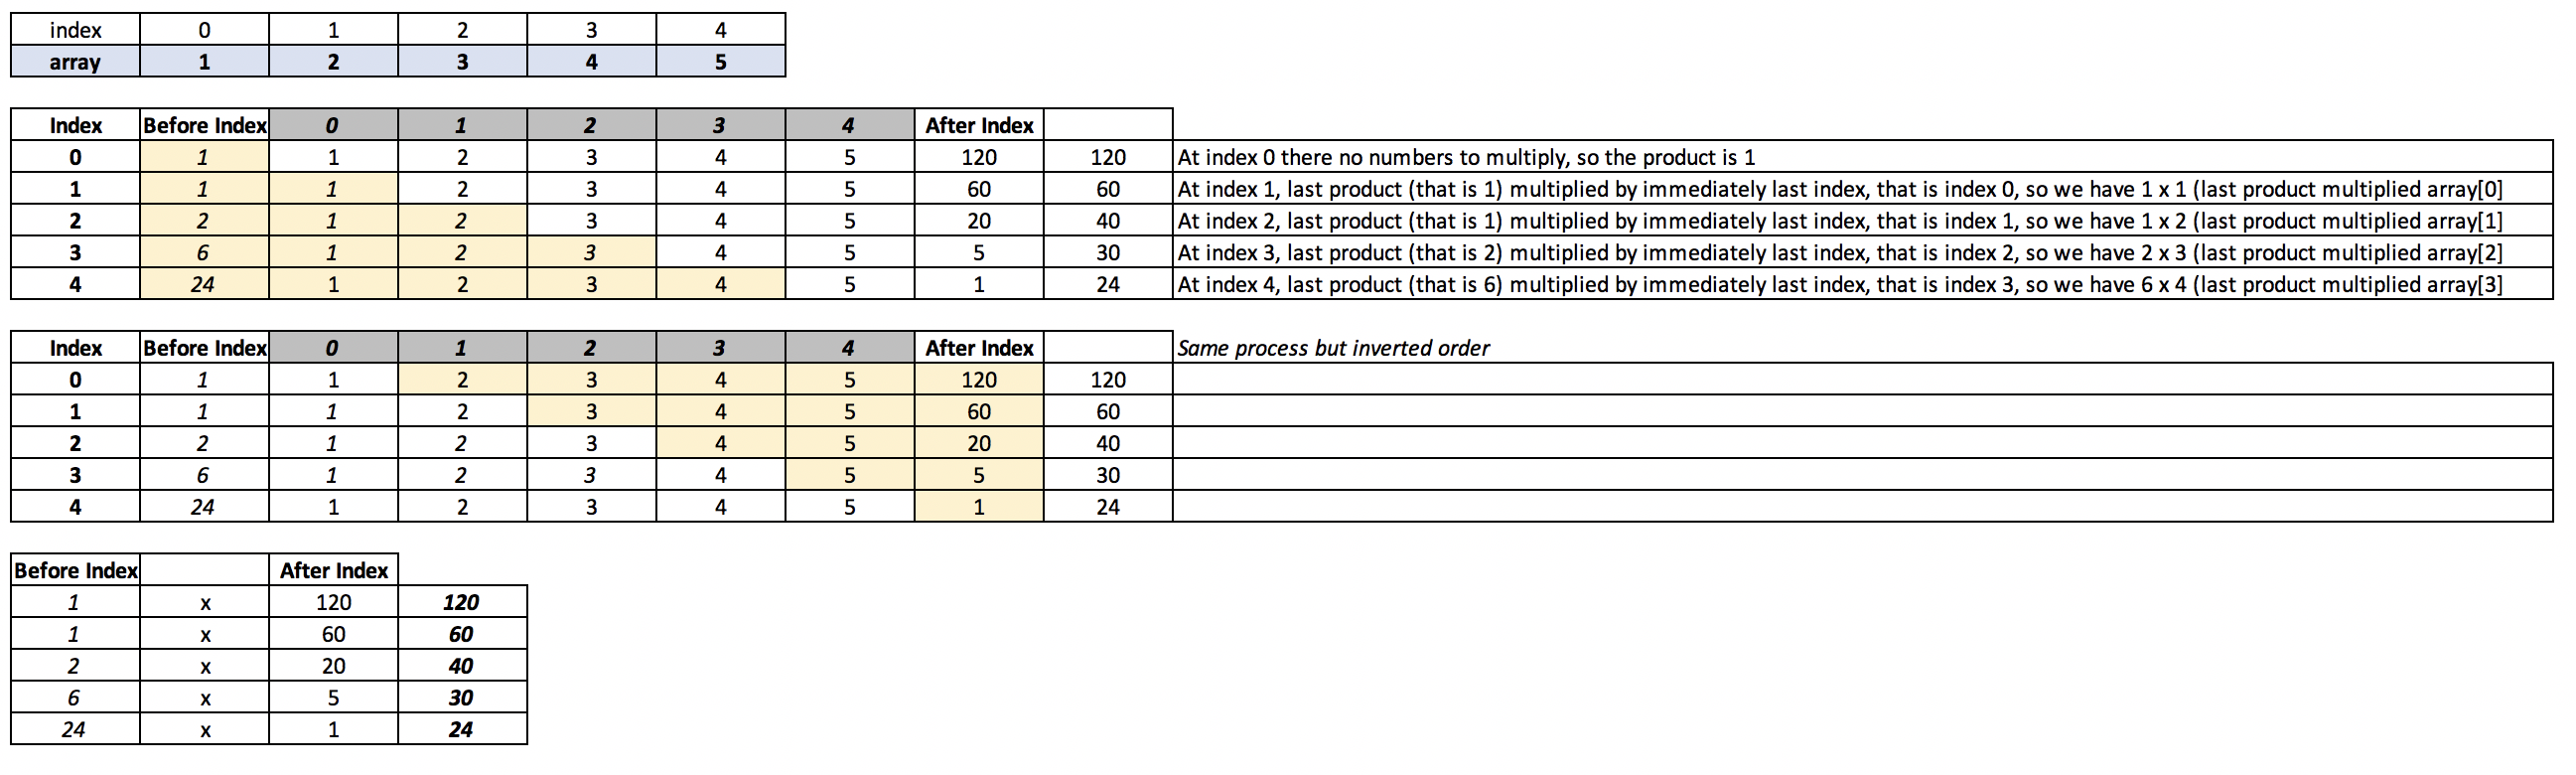 index 0 1 2 3 4
array 1 2 3 4 5
Index Before Index 0 1 2 3 4 After Index
0 1 1 2 3 4 5 120 120 At index 0 there no numbers to multiply, so the product is 1
1 1 1 2 3 4 5 60 60 At index 1, last product (that is 1) multiplied by immediately last index, that is index 0, so we have 1 x 1 (last product multiplied array[0]
2 2 1 2 3 4 5 20 40 At index 2, last product (that is 1) multiplied by immediately last index, that is index 1, so we have 1 x 2 (last product multiplied array[1]
3 6 1 2 3 4 5 5 30 At index 3, last product (that is 2) multiplied by immediately last index, that is index 2, so we have 2 x 3 (last product multiplied array[2]
4 24 1 2 3 4 5 1 24 At index 4, last product (that is 6) multiplied by immediately last index, that is index 3, so we have 6 x 4 (last product multiplied array[3]
Index Before Index 0 1 2 3 4 After Index Same process but inverted order
0 1 1 2 3 4 5 120 120
1 1 1 2 3 4 5 60 60
2 2 1 2 3 4 5 20 40
3 6 1 2 3 4 5 5 30
4 24 1 2 3 4 5 1 24
Before Index After Index
1 x 120 120
1 x 60 60
2 x 20 40
6 x 5 30
24 x 1 24